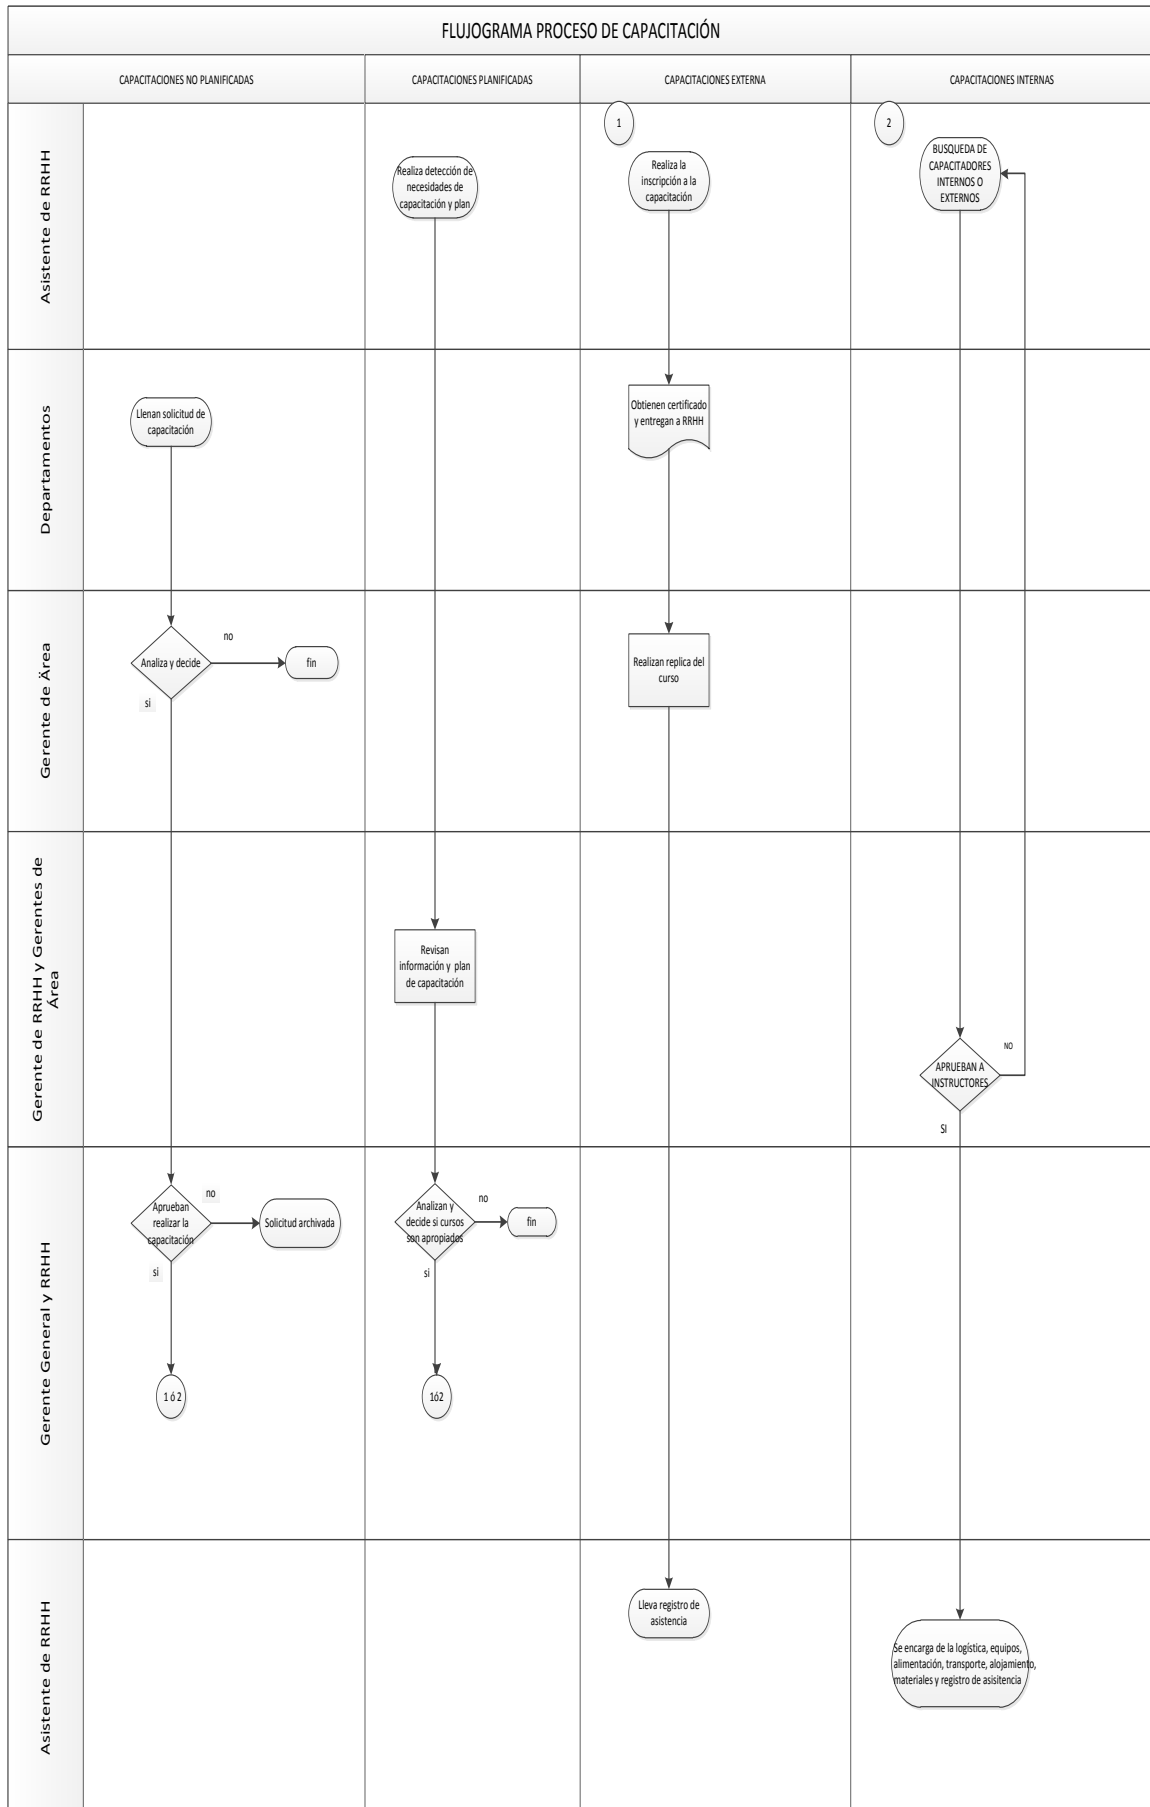 FLUJOGRAMA PROCESO DE CAPACITACIÓN
CAPACITACIONES NO PLANIFICADAS
CAPACITACIONES PLANIFICADAS
CAPACITACIONES EXTERNA
CAPACITACIONES INTERNAS
Asistente de RRHH
Realiza detección de
necesidades de
capacitación y plan
1
Realiza la
inscripción a la
capacitación
2
BUSQUEDA DE
CAPACITADORES
INTERNOS O
EXTERNOS
Departamentos
Llenan solicitud de
capacitación
Obtienen certificado
y entregan a RRHH
Gerente de Ärea
Analiza y decide
no
fin
si
Realizan replica del
curso
Gerente de RRHH y Gerentes de
Área
Revisan
información y plan
de capacitación
APRUEBAN A
INSTRUCTORES
NO
SI
Gerente General y RRHH
Aprueban
realizar la
capacitación
no
Solicitud archivada
si
1 ó 2
Analizan y
decide si cursos
son apropiados
no
fin
si
1ó2
Asistente de RRHH
Lleva registro de
asistencia
Se encarga de la logística, equipos,
alimentación, transporte, alojamiento,
materiales y registro de asisitencia